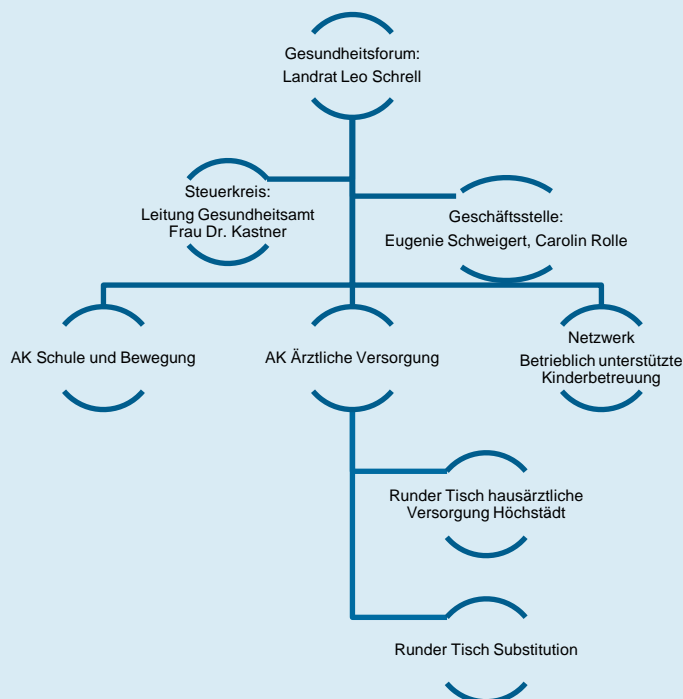 Gesundheitsforum:
Landrat Leo Schrell
Steuerkreis:
Leitung Gesundheitsamt
Frau Dr. Kastner
Geschäftsstelle:
Eugenie Schweigert, Carolin Rolle
AK Schule und Bewegung
AK Ärztliche Versorgung
Netzwerk
Betrieblich unterstützte
Kinderbetreuung
Runder Tisch hausärztliche
Versorgung Höchstädt
Runder Tisch Substitution